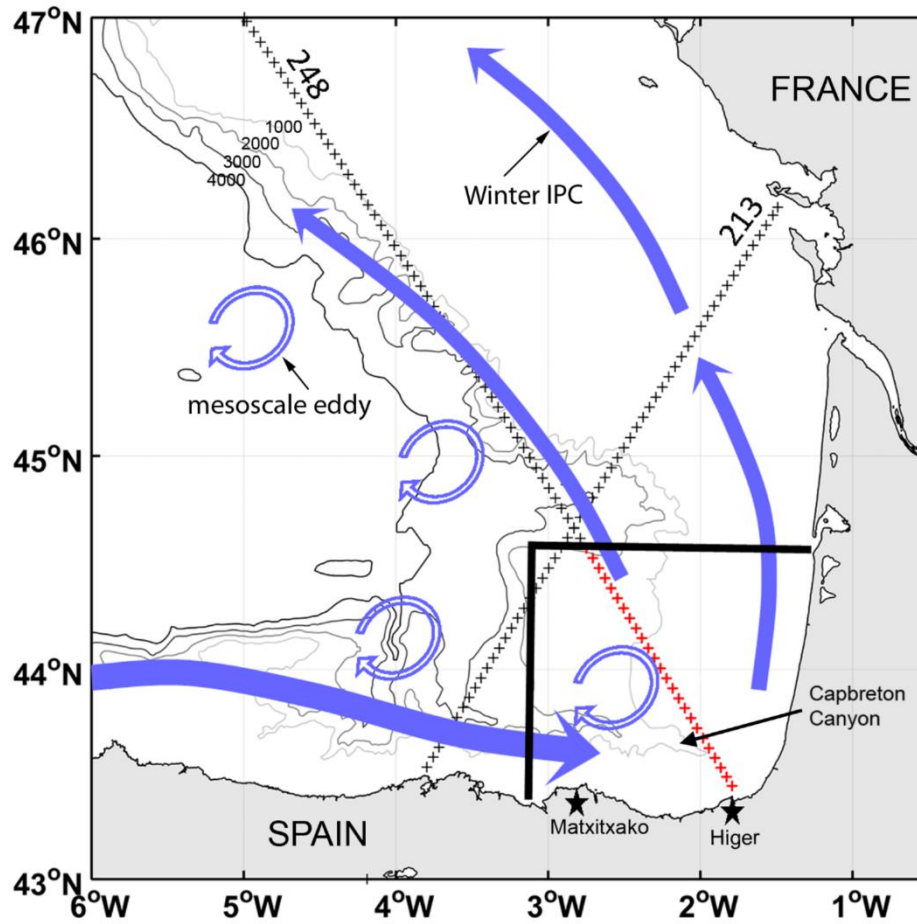 47°N
46°N
45°N
44°N
43°N
6°W
5°W
4°W
3°W
2°W
1°W
248
FRANCE
1000
2000
3000
4000
Winter IPC
213
mesoscale eddy
Capbreton
Canyon
SPAIN
Matxitxako
Higer